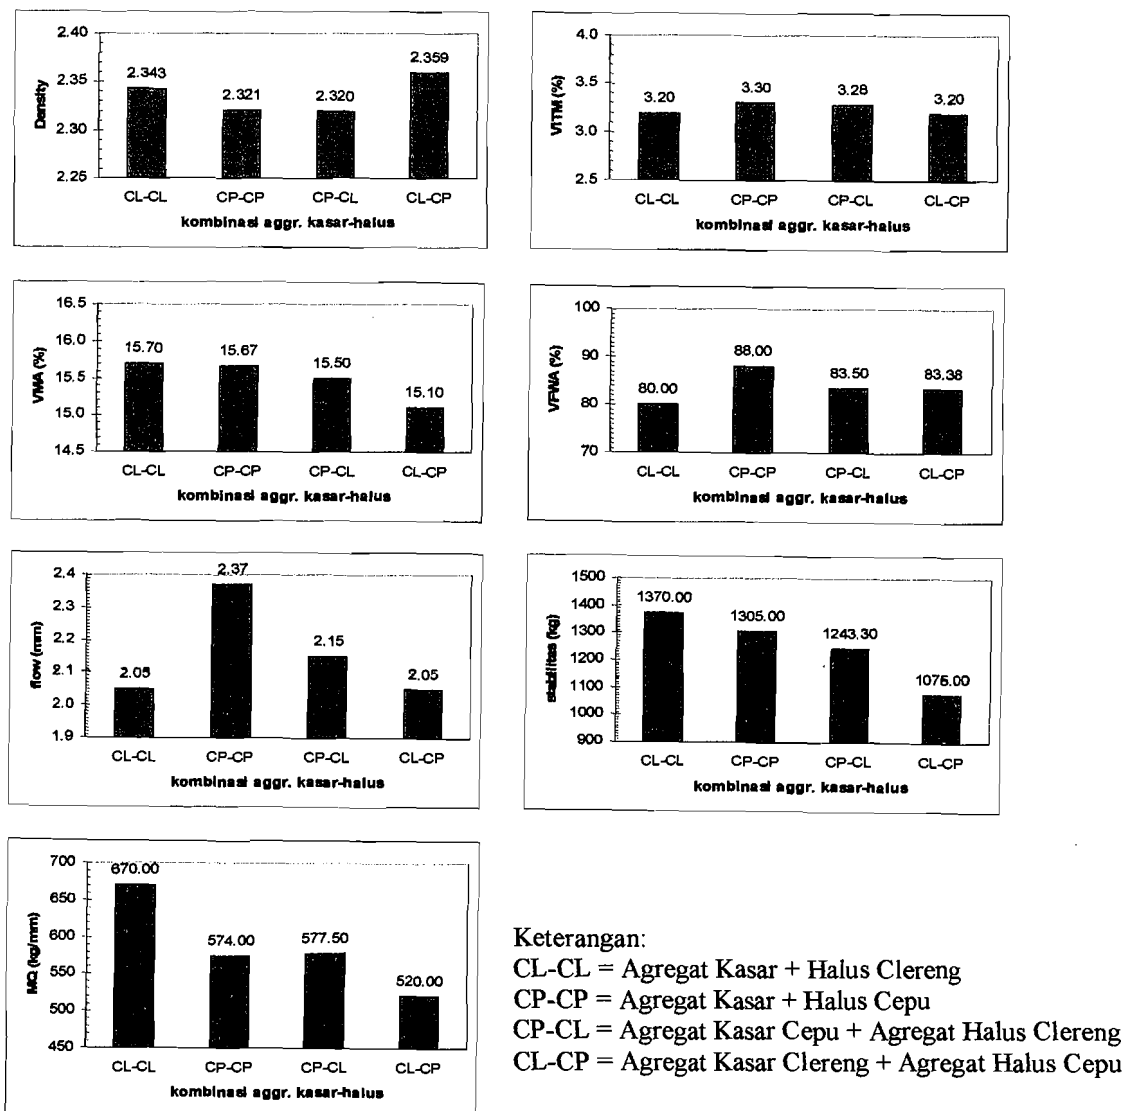 2.40
2.35
2.30
2.25
Density
2.343
2.321
2.320
2.359
CL-CL
CP-CP
CP-CL
CL-CP
kombinasi aggr. kasar-halus
4.0
3.5
3.0
2.5
VITM (%)
3.20
3.30
3.28
3.20
CL-CL
CP-CP
CP-CL
CL-CP
kombinasi aggr. kasar-halus
16.5
16.0
15.5
15.0
14.5
VMA (%)
15.70
15.67
15.50
15.10
CL-CL
CP-CP
CP-CL
CL-CP
kombinasi aggr. kasar-halus
100
90
80
70
VFWA (%)
80.00
88.00
83.50
83.38
CL-CL
CP-CP
CP-CL
CL-CP
kombinasi aggr. kasar-halus
2.4
2.3
2.2
2.1
2.0
1.9
flow (mm)
2.05
2.37
2.15
2.05
CL-CL
CP-CP
CP-CL
CL-CP
kombinasi aggr. kasar-halus
1500
1400
1300
1200
1100
1000
900
stabilitas (kg)
1370.00
1305.00
1243.30
1075.00
CL-CL
CP-CP
CP-CL
CL-CP
kombinasi aggr. kasar-halus
700
650
600
550
500
450
MQ (kg/mm)
670.00
574.00
577.50
520.00
CL-CL
CP-CP
CP-CL
CL-CP
kombinasi aggr. kasar-halus
Keterangan:
CL-CL = Agregat Kasar + Halus Clereng
CP-CP = Agregat Kasar + Halus Cepu
CP-CL = Agregat Kasar Cepu + Agregat Halus Clereng
CL-CP = Agregat Kasar Clereng + Agregat Halus Cepu